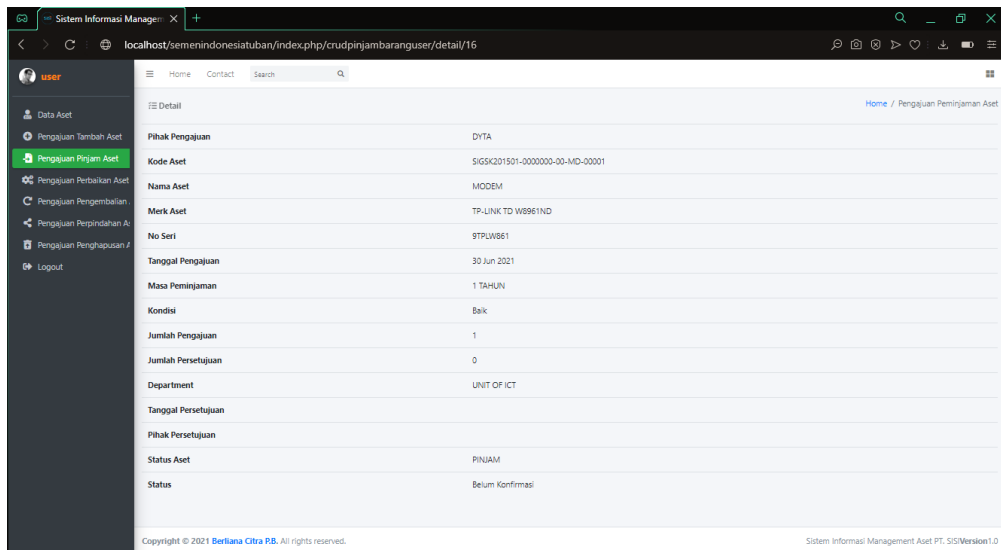 Sistem Informasi Managem
localhost/semenindonesiatuban/index.php/crudpinjambaranguser/detail/16
user
Home Contact Search
Detail
Home / Pengajuan Peminjaman Aset
Data Aset
Pengajuan Tambah Aset
Pengajuan Pinjam Aset
Pengajuan Perbaikan Aset
Pengajuan Pengembalian
Pengajuan Perpindahan As
Pengajuan Penghapusan A
Logout
Pihak Pengajuan DYTA
Kode Aset SIGSK201501-0000000-00-MD-00001
Nama Aset MODEM
Merk Aset TP-LINK TD W8961ND
No Seri 9TPLW861
Tanggal Pengajuan 30 Jun 2021
Masa Peminjaman 1 TAHUN
Kondisi Baik
Jumlah Pengajuan 1
Jumlah Persetujuan 0
Department UNIT OF ICT
Tanggal Persetujuan
Pihak Persetujuan
Status Aset PINJAM
Status Belum Konfirmasi
Copyright © 2021 Berliana Citra P.B. All rights reserved.
Sistem Informasi Management Aset PT. SISIVersion1.0